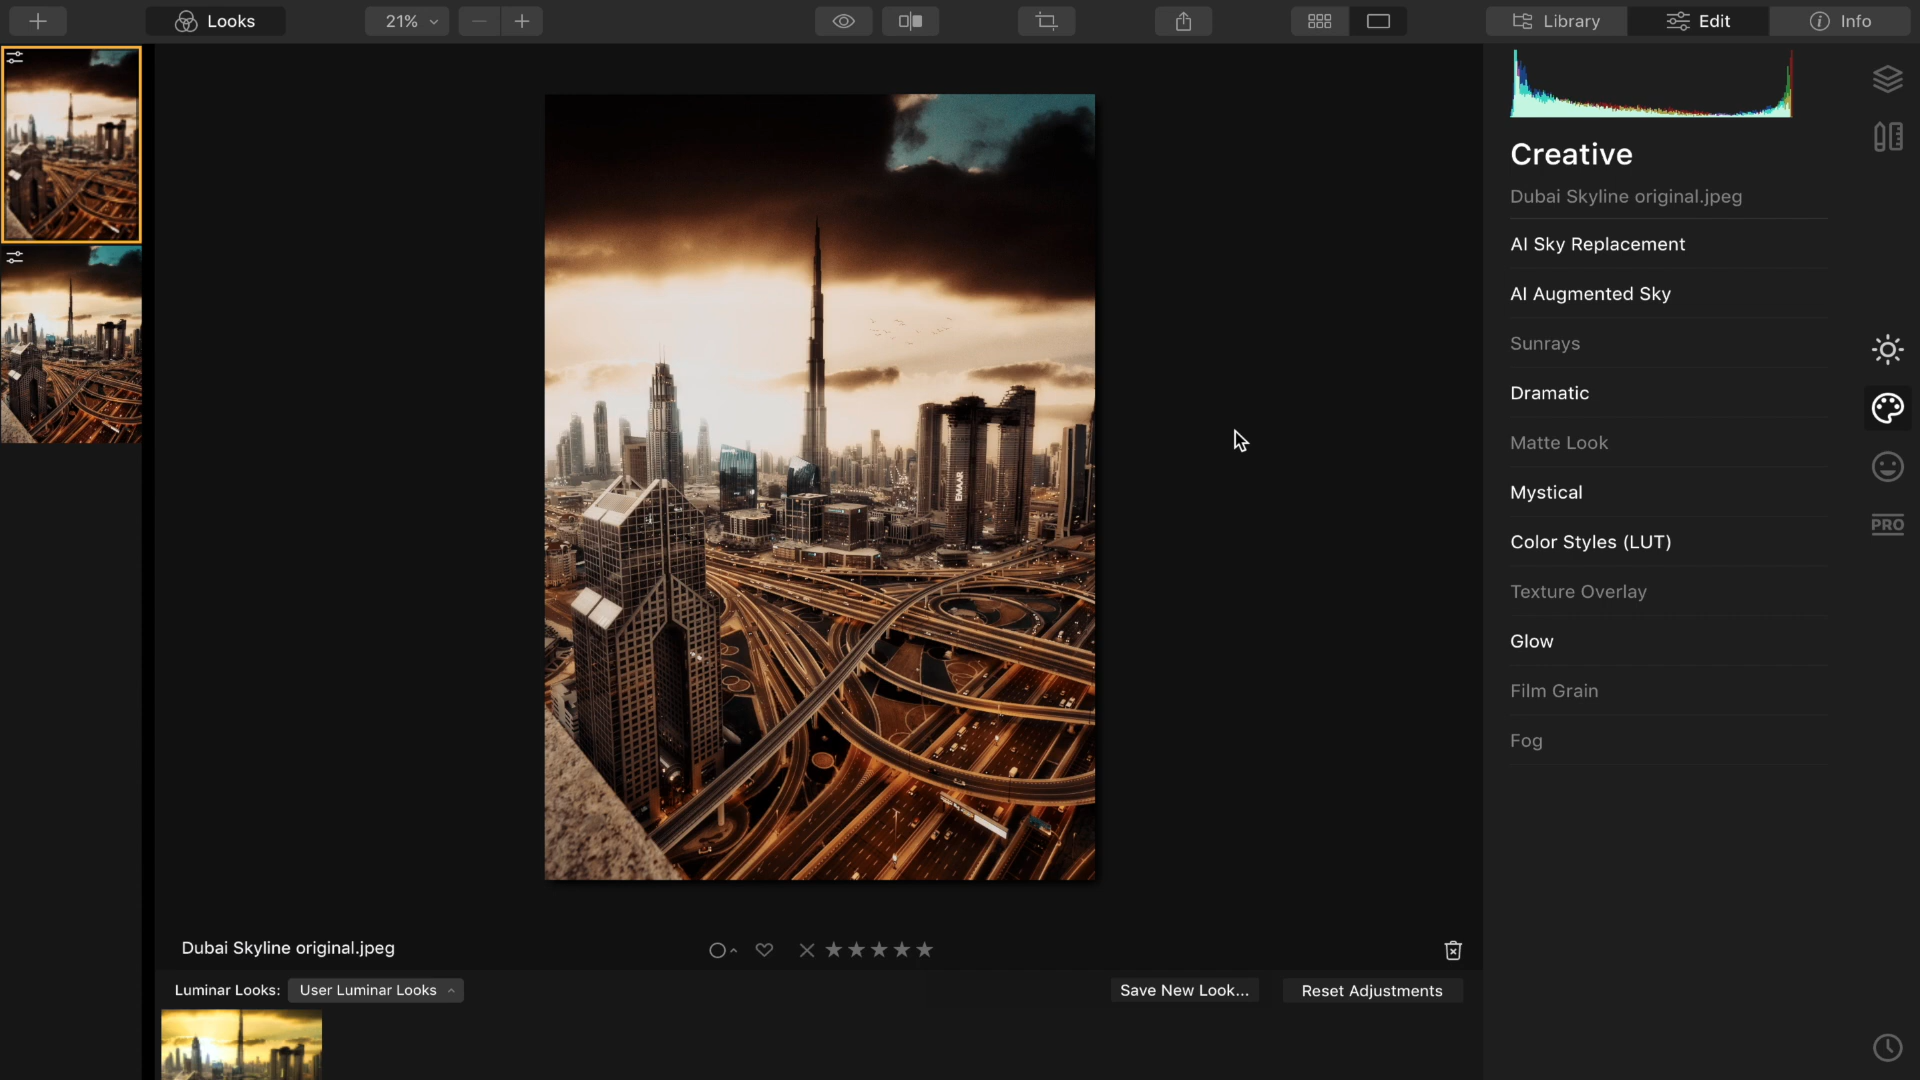 Looks
21%
Library
Edit
Info
Creative
Dubai Skyline original.jpeg
AI Sky Replacement
AI Augmented Sky
Sunrays
Dramatic
Matte Look
Mystical
Color Styles (LUT)
Texture Overlay
Glow
Film Grain
Fog
PRO
EMAAR
Dubai Skyline original.jpeg
Luminar Looks:
User Luminar Looks
Save New Look...
Reset Adjustments